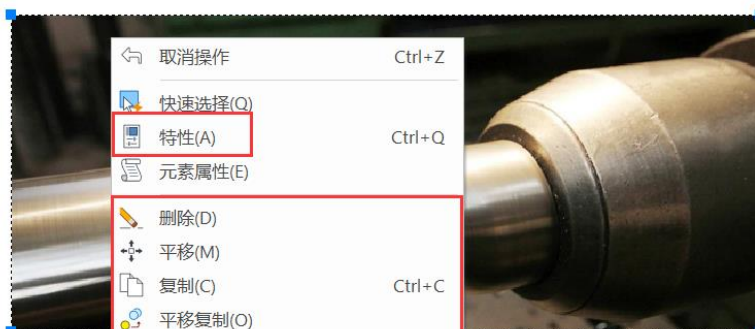 取消操作 Ctrl+Z
快速选择(Q)
特性(A) Ctrl+Q
元素属性(E)
删除(D)
平移(M)
复制(C) Ctrl+C
平移复制(O)